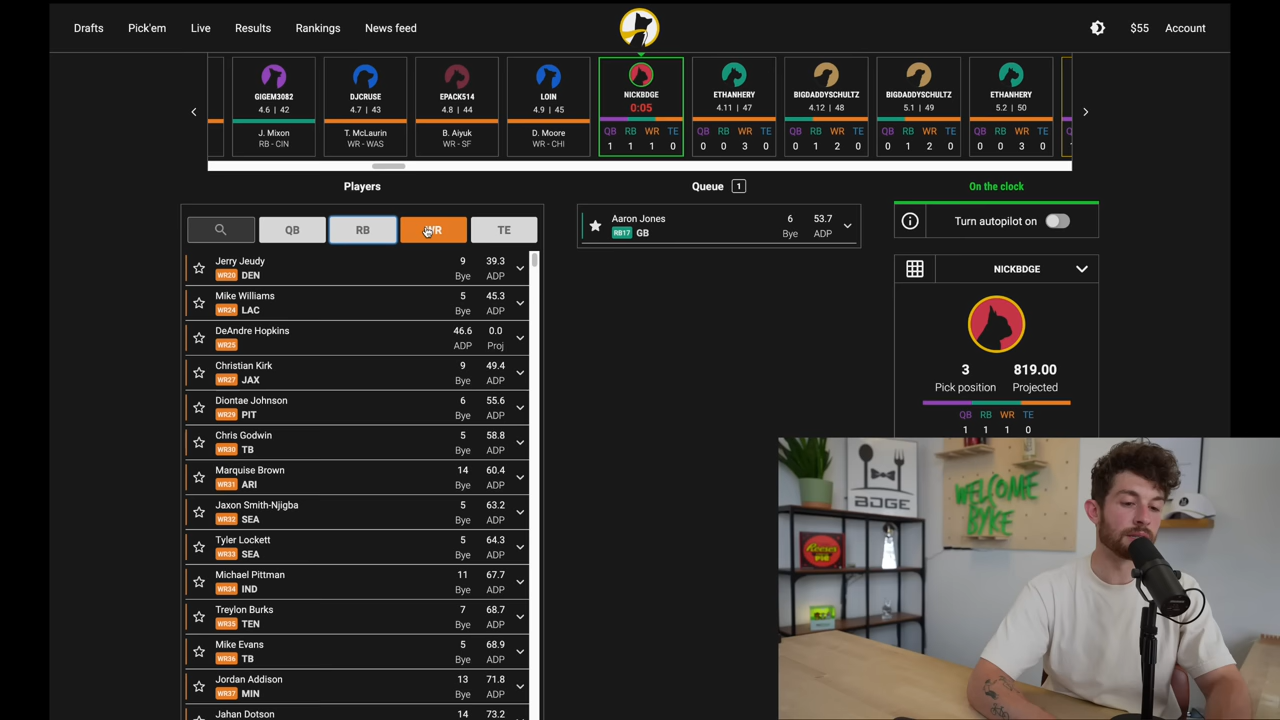 Drafts Pick'em Live Results Rankings News feed $55 Account
GIGEM3082
4.6 | 42
J. Mixon
RB - CIN
DJCRUSE
4.7 | 43
T. McLaurin
WR - WAS
EPACKS14
4.8 | 44
B. Aiyuk
WR - SF
LOIN
4.9 | 45
D. Moore
WR - CHI
NICKBDGE
0:05
QB RB WR TE
1 1 1 0
ETHANHERY
4.11 | 47
QB RB WR TE
0 0 3 0
BIGDADDYSCHULTZ
4.12 | 48
QB RB WR TE
0 1 2 0
BIGDADDYSCHULTZ
5.1 | 49
QB RB WR TE
0 1 2 0
ETHANHERY
5.2 | 50
QB RB WR TE
0 0 3 0
Players
QB RB WR TE
Jerry Jeudy 9 39.3
WR20 DEN Bye ADP
Mike Williams 5 45.3
WR24 LAC Bye ADP
DeAndre Hopkins 46.6 0.0
WR25 ADP Proj
Christian Kirk 9 49.4
WR27 JAX Bye ADP
Diontae Johnson 6 55.6
WR29 PIT Bye ADP
Chris Godwin 5 58.8
WR30 TB Bye ADP
Marquise Brown 14 60.4
WR31 ARI Bye ADP
Jaxon Smith-Njigba 5 63.2
WR32 SEA Bye ADP
Tyler Lockett 5 64.3
WR33 SEA Bye ADP
Michael Pittman 11 67.7
WR34 IND Bye ADP
Treylon Burks 7 68.7
WR35 TEN Bye ADP
Mike Evans 5 68.9
WR36 TB Bye ADP
Jordan Addison 13 71.8
WR37 MIN Bye ADP
Jahan Dotson 14 73.2
Queue 1
Aaron Jones 6 53.7
RB17 GB Bye ADP
On the clock
Turn autopilot on
NICKBDGE
3 819.00
Pick position Projected
QB RB WR TE
1 1 1 0
BDGE
WELCOME
BYKE
Reese's